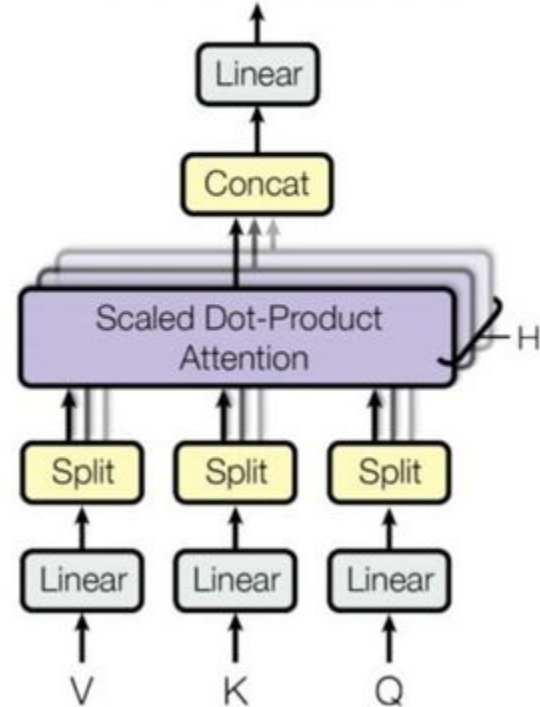 Linear
Concat
Scaled Dot-Product
Attention
H
Split Split Split
Linear Linear Linear
V K Q